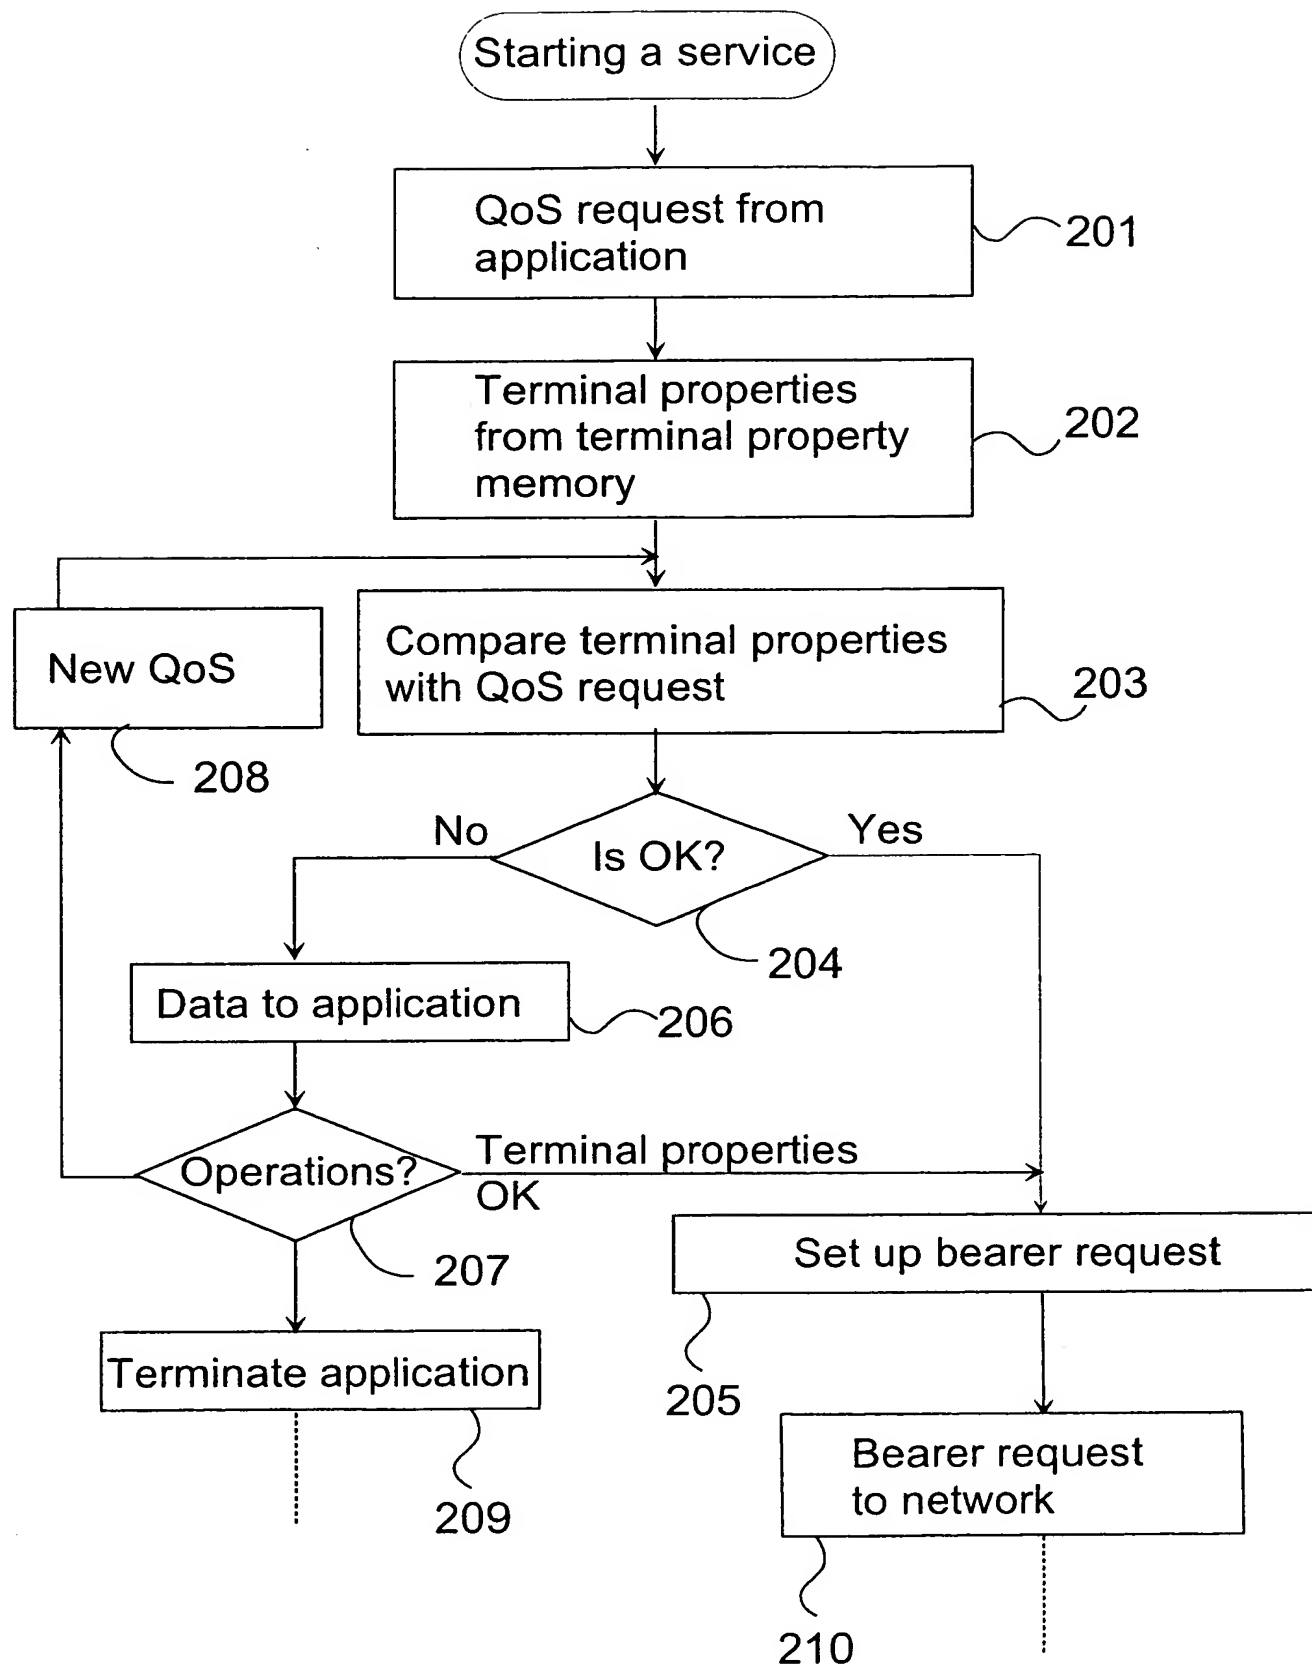 Starting a service
QoS request from
application
201
Terminal properties
from terminal property
memory
202
New QoS
208
Compare terminal properties
with QoS request
203
No
Is OK?
Yes
204
Data to application
206
Operations?
Terminal properties
OK
207
Set up bearer request
205
Terminate application
209
Bearer request
to network
210